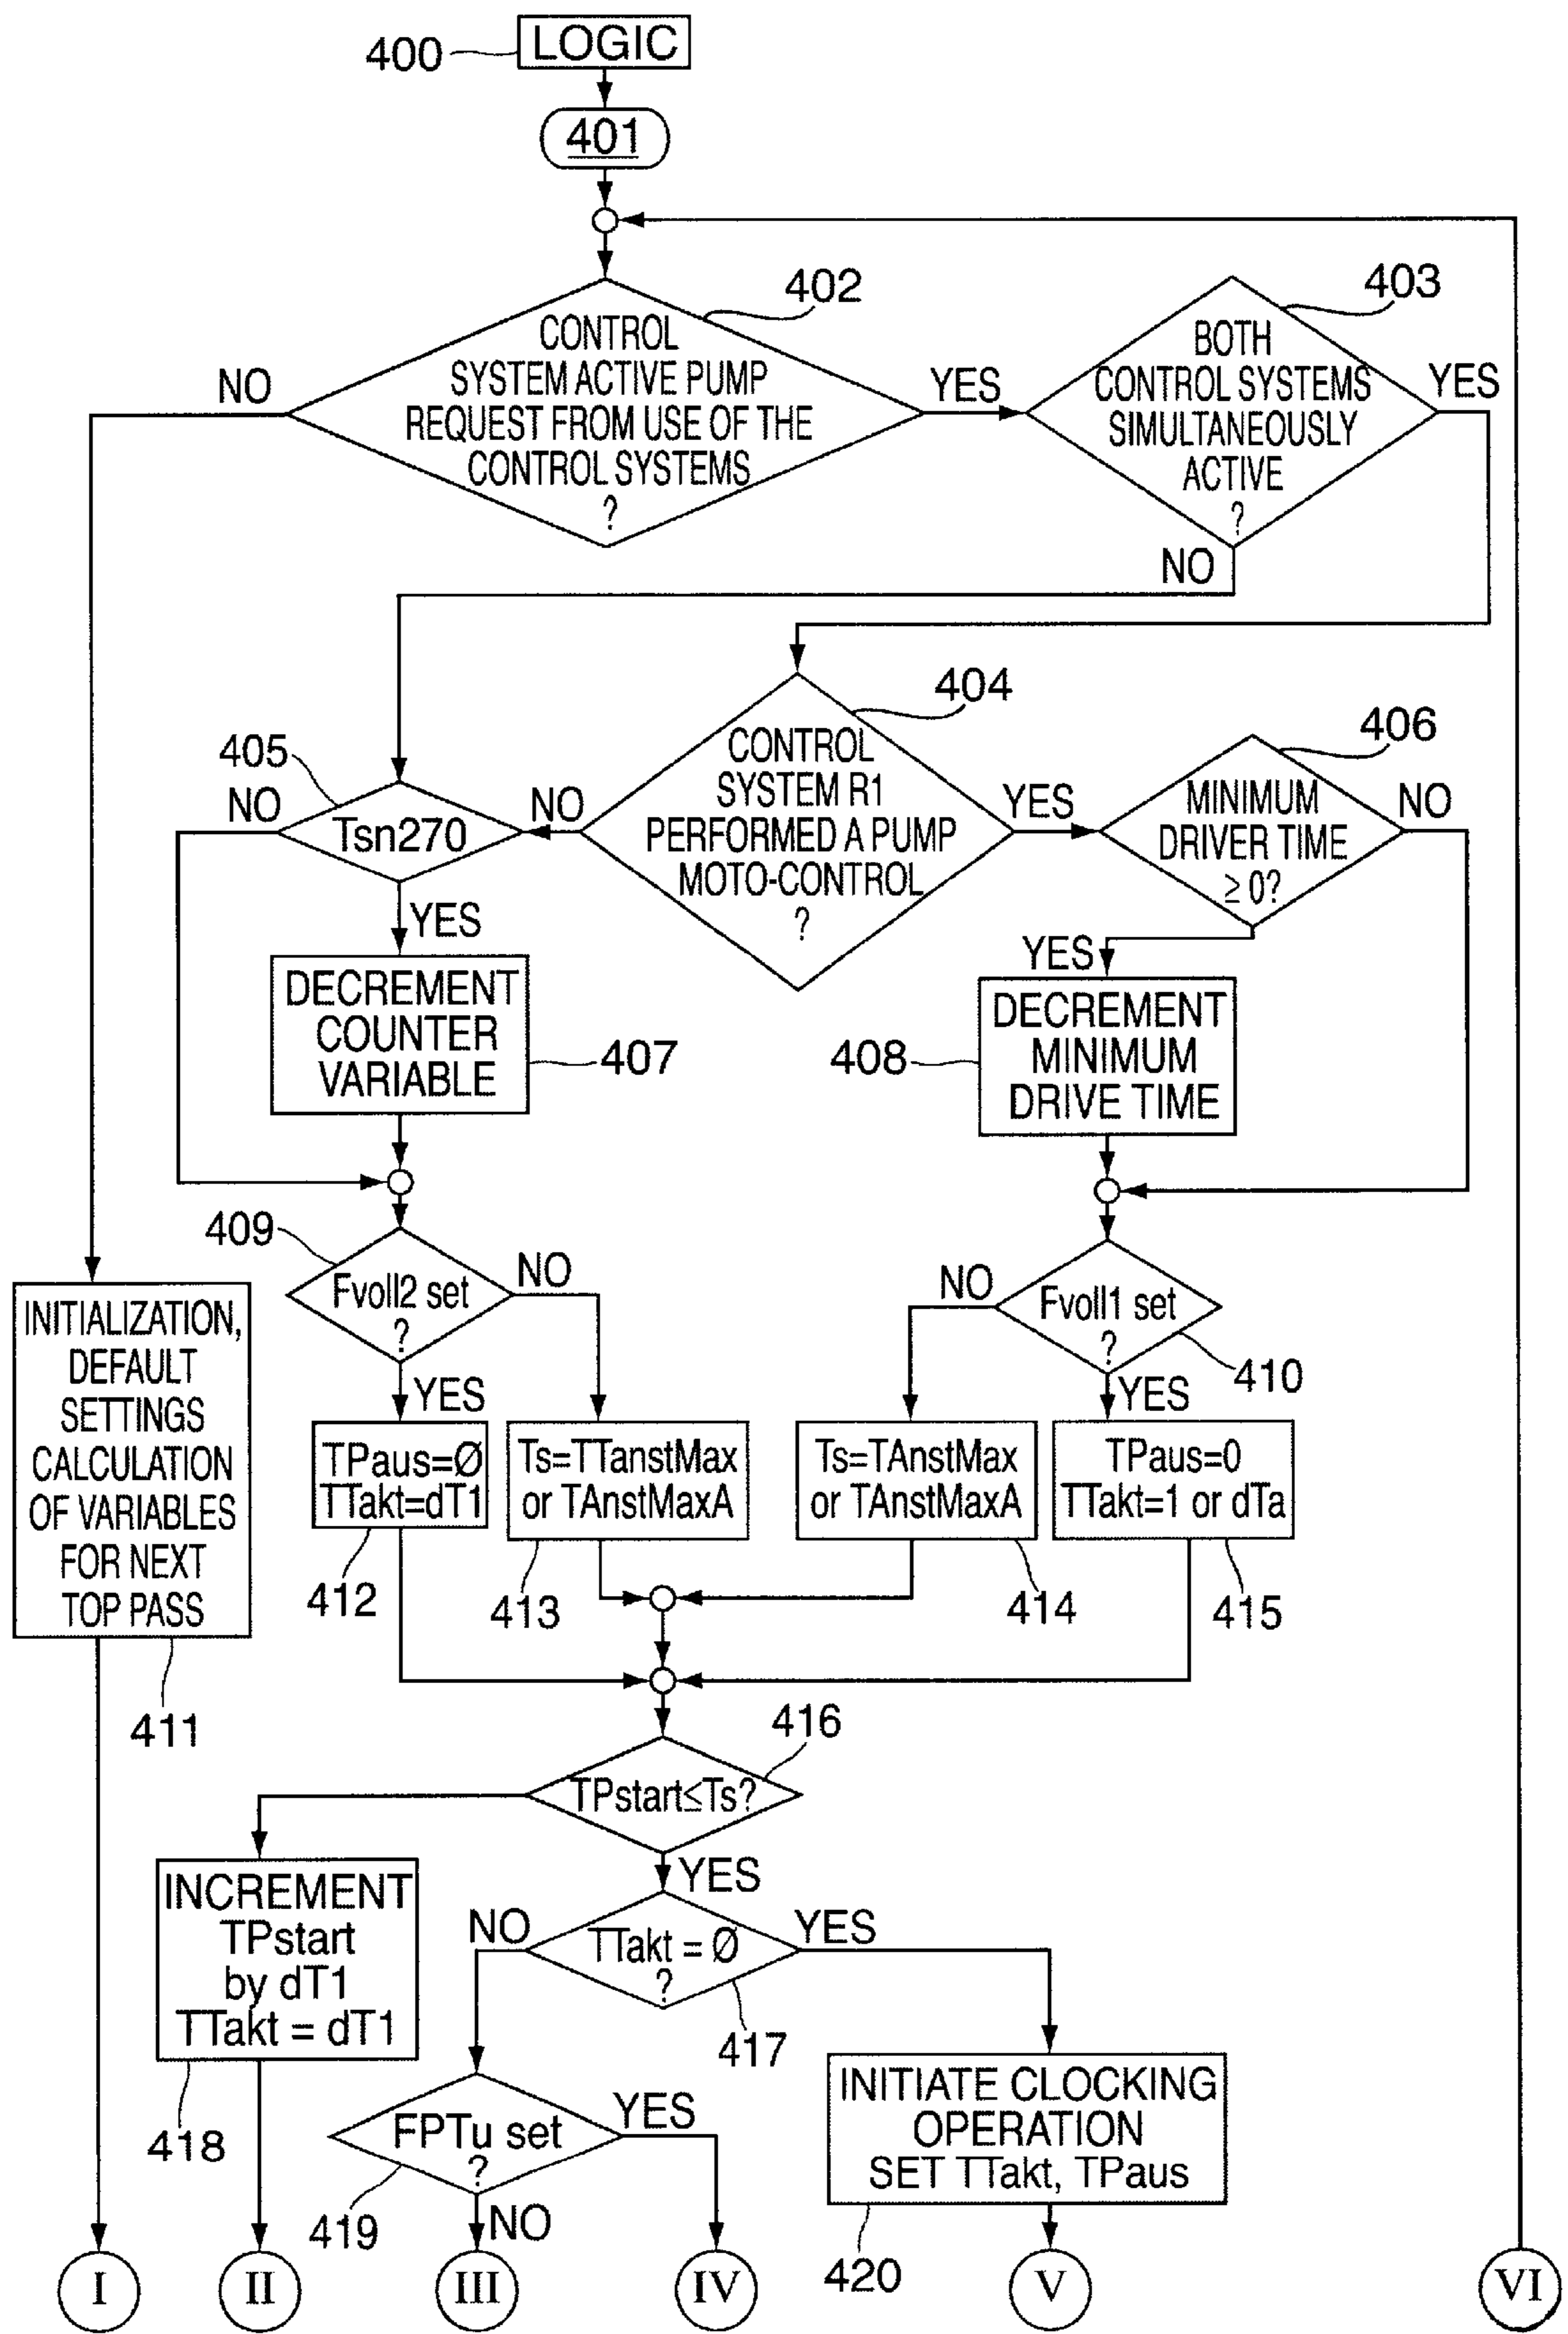 LOGIC
400
401
402
CONTROL
SYSTEM ACTIVE PUMP
REQUEST FROM USE OF THE
CONTROL SYSTEMS
?
NO
YES
403
BOTH
CONTROL SYSTEMS
SIMULTANEOUSLY
ACTIVE
?
YES
NO
404
CONTROL
SYSTEM R1
PERFORMED A PUMP
MOTO-CONTROL
?
NO
YES
405
Tsn270
NO
YES
406
MINIMUM
DRIVER TIME
≥ 0?
NO
YES
DECREMENT
COUNTER
VARIABLE
407
DECREMENT
MINIMUM
DRIVE TIME
408
409
Fvoll2 set
?
NO
YES
Fvoll1 set
?
NO
YES
410
INITIALIZATION,
DEFAULT
SETTINGS
CALCULATION
OF VARIABLES
FOR NEXT
TOP PASS
411
TPaus=Ø
TTakt=dT1
412
Ts=TTanstMax
or TAnstMaxA
413
Ts=TAnstMax
or TAnstMaxA
414
TPaus=0
TTakt=1 or dTa
415
416
TPstart≤Ts?
YES
INCREMENT
TPstart
by dT1
TTakt = dT1
418
TTakt = Ø
?
NO
YES
417
FPTu set
?
YES
NO
419
INITIATE CLOCKING
OPERATION
SET TTakt, TPaus
420
I
II
III
IV
V
VI